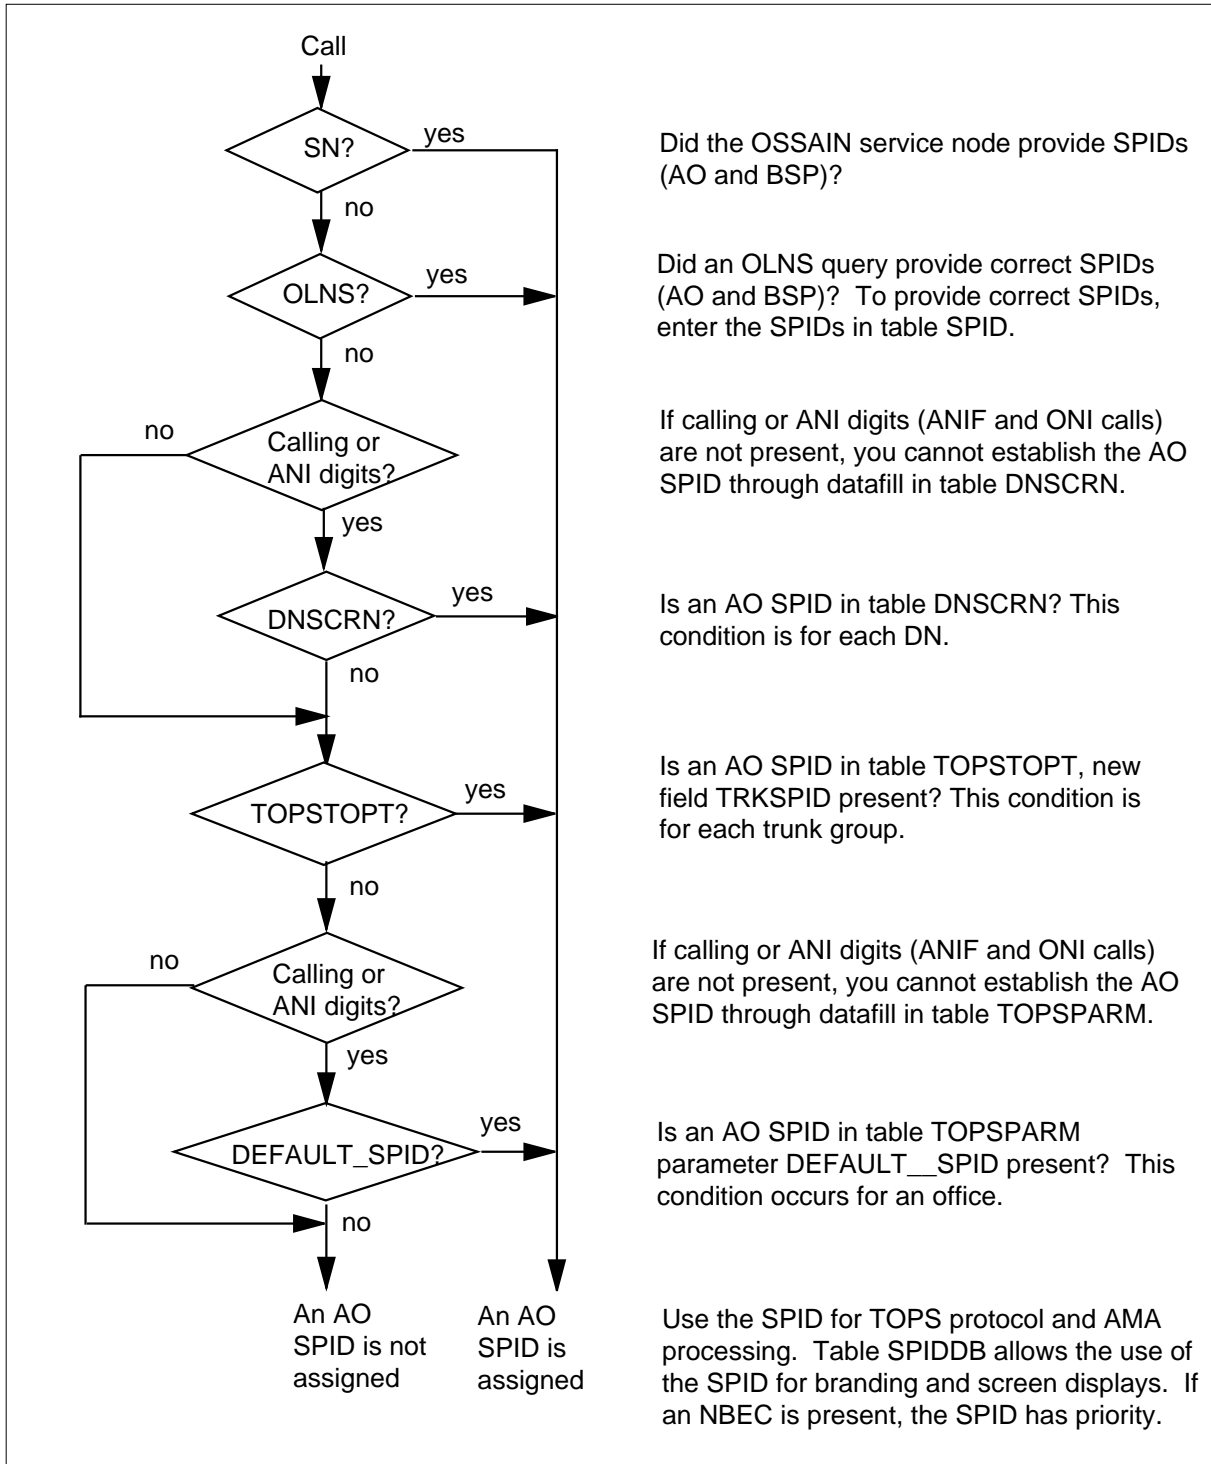 Call
SN?
yes
Did the OSSAIN service node provide SPIDs
(AO and BSP)?
no
OLNS?
yes
Did an OLNS query provide correct SPIDs
(AO and BSP)?  To provide correct SPIDs,
enter the SPIDs in table SPID.
no
no
Calling or
ANI digits?
If calling or ANI digits (ANIF and ONI calls)
are not present, you cannot establish the AO
SPID through datafill in table DNSCRN.
yes
DNSCRN?
yes
Is an AO SPID in table DNSCRN? This
condition is for each DN.
no
TOPSTOPT?
yes
Is an AO SPID in table TOPSTOPT, new
field TRKSPID present? This condition is
for each trunk group.
no
no
Calling or
ANI digits?
If calling or ANI digits (ANIF and ONI calls)
are not present, you cannot establish the AO
SPID through datafill in table TOPSPARM.
yes
DEFAULT_SPID?
yes
Is an AO SPID in table TOPSPARM
parameter DEFAULT__SPID present?  This
condition occurs for an office.
no
An AO
SPID is not
assigned
An AO
SPID is
assigned
Use the SPID for TOPS protocol and AMA
processing.  Table SPIDDB allows the use of
the SPID for branding and screen displays.  If
an NBEC is present, the SPID has priority.